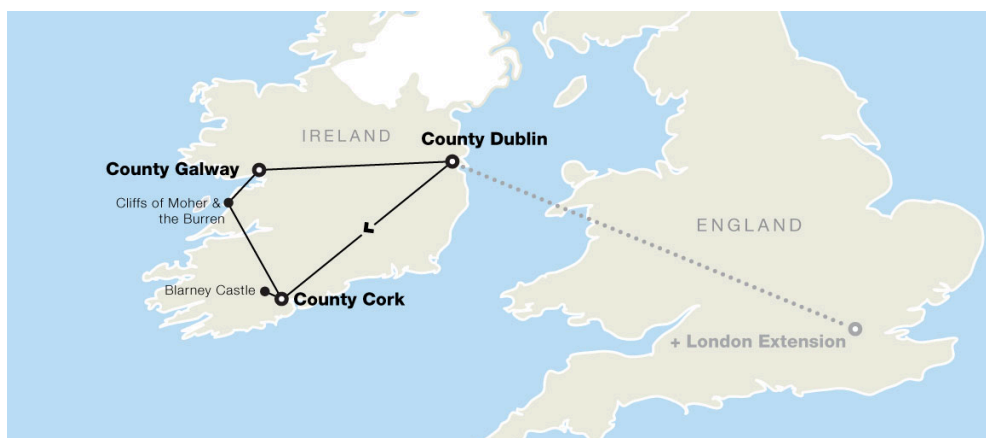 IRELAND
County Dublin
County Galway
Cliffs of Moher &
the Burren
ENGLAND
Blarney Castle
County Cork
+ London Extension